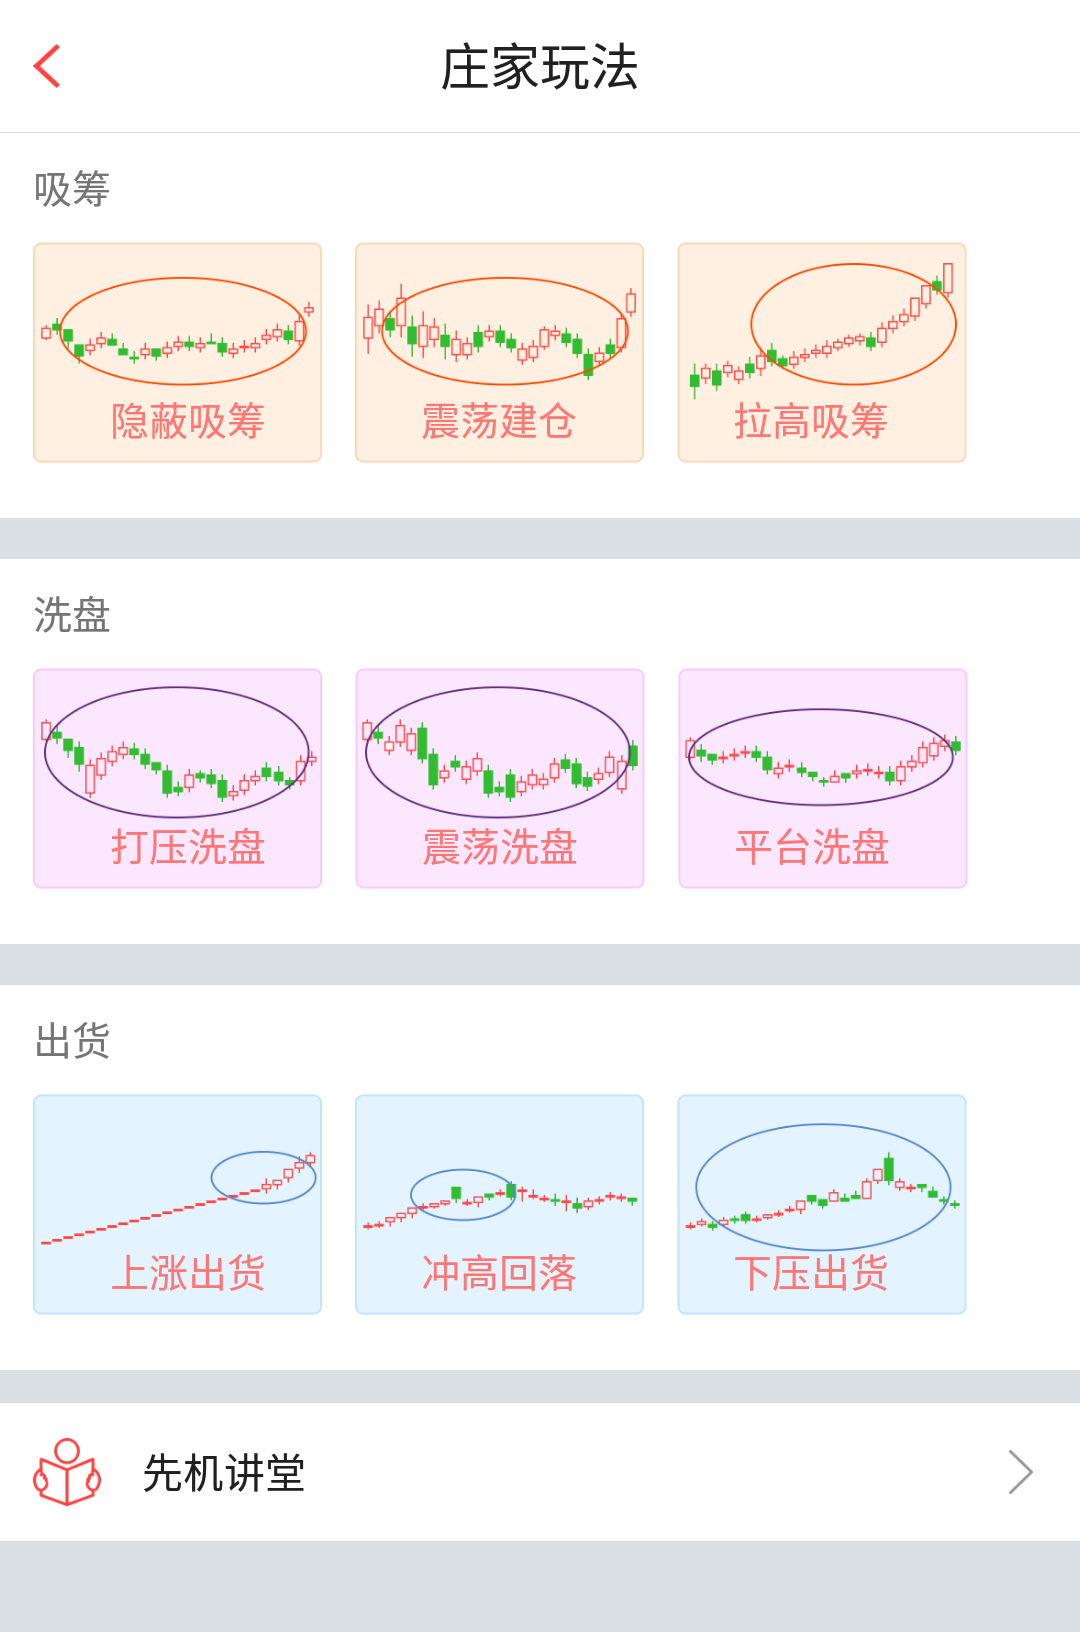 庄家玩法
吸筹
隐蔽吸筹
震荡建仓
拉高吸筹
洗盘
打压洗盘
震荡洗盘
平台洗盘
出货
上涨出货
冲高回落
下压出货
先机讲堂